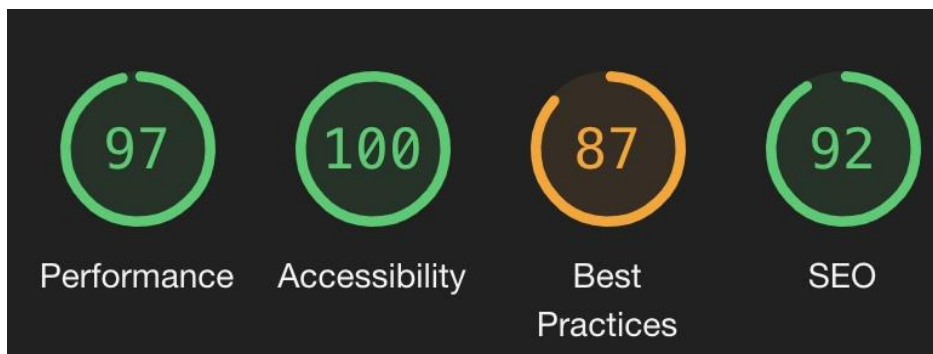 97
100
87
92
Performance
Accessibility
Best
Practices
SEO